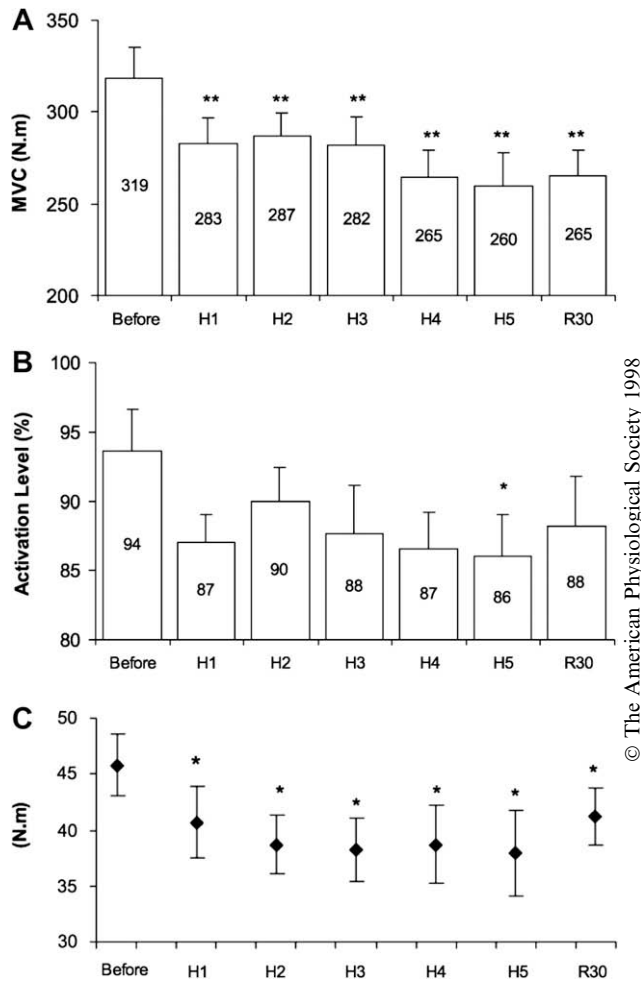 A
350
300
250
200
MVC (N.m)
**
**
**
**
**
**
319
283
287
282
265
260
265
Before
H1
H2
H3
H4
H5
R30
B
100
95
90
85
80
Activation Level (%)
*
94
87
90
88
87
86
88
Before
H1
H2
H3
H4
H5
R30
C
50
45
40
35
30
(N.m)
*
*
*
*
*
*
Before
H1
H2
H3
H4
H5
R30
© The American Physiological Society 1998